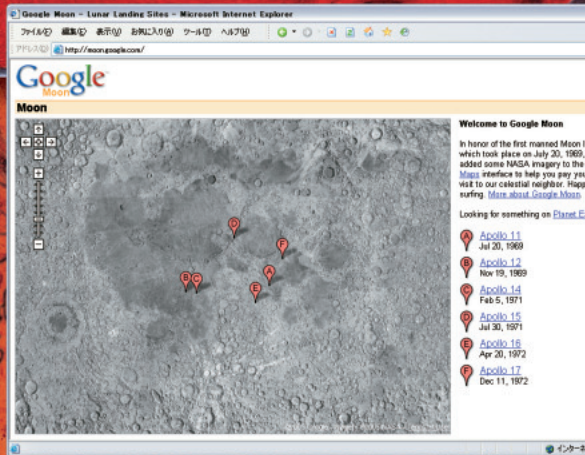 Google Moon - Lunar Landing Sites - Microsoft Internet Explorer
ファイル(F) 編集(E) 表示(V) お気に入り(A) ツール(T) ヘルプ(H)
アドレス(D) http://moon.google.com/
Google
Moon
Moon
Welcome to Google Moon
In honor of the first manned Moon l
which took place on July 20, 1969,
added some NASA imagery to the
Maps interface to help you pay you
visit to our celestial neighbor. Happ
surfing. More about Google Moon.
Looking for something on Planet E
A Apollo 11
Jul 20, 1969
B Apollo 12
Nov 19, 1969
C Apollo 14
Feb 5, 1971
D Apollo 15
Jul 30, 1971
E Apollo 16
Apr 20, 1972
F Apollo 17
Dec 11, 1972
D
F
B C A
E
インターネ